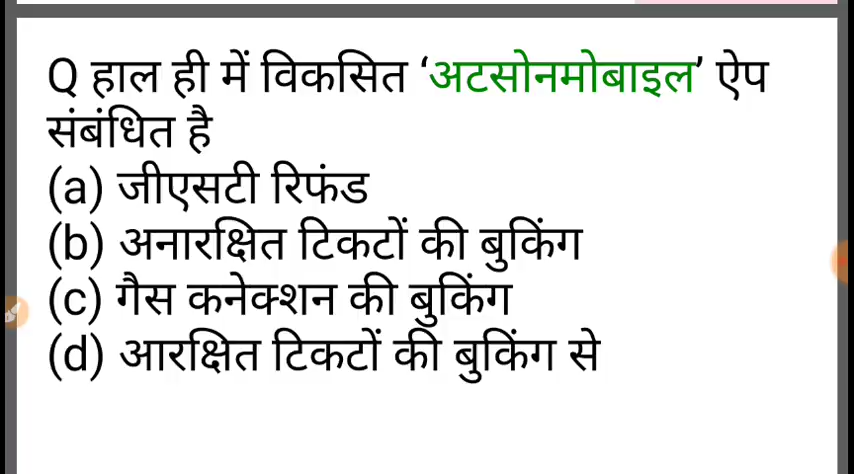 Q हाल ही में विकसित ‘अटसोनमोबाइल’ ऐप
संबंधित है
(a) जीएसटी रिफंड
(b) अनारक्षित टिकटों की बुकिंग
(c) गैस कनेक्शन की बुकिंग
(d) आरक्षित टिकटों की बुकिंग से